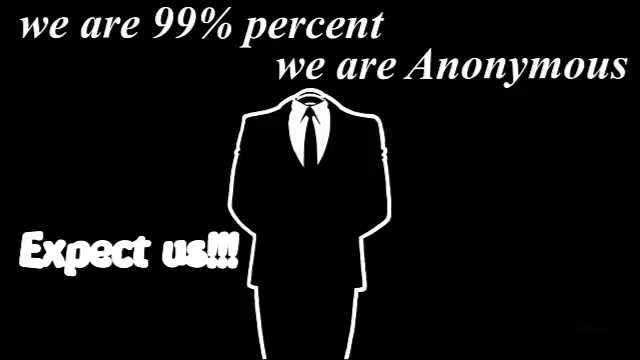 we are 99% percent
we are Anonymous
Expect us!!!